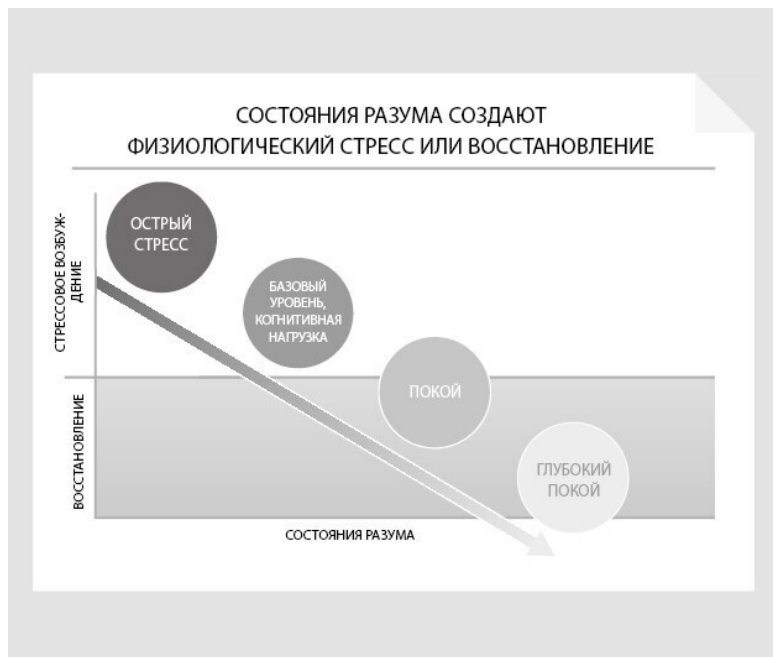 СОСТОЯНИЯ РАЗУМА СОЗДАЮТ
ФИЗИОЛОГИЧЕСКИЙ СТРЕСС ИЛИ ВОССТАНОВЛЕНИЕ
СТРЕССОВОЕ ВОЗБУЖ-
ДЕНИЕ
ОСТРЫЙ
СТРЕСС
БАЗОВЫЙ
УРОВЕНЬ,
КОГНИТИВНАЯ
НАГРУЗКА
ВОССТАНОВЛЕНИЕ
ПОКОЙ
ГЛУБОКИЙ
ПОКОЙ
СОСТОЯНИЯ РАЗУМА